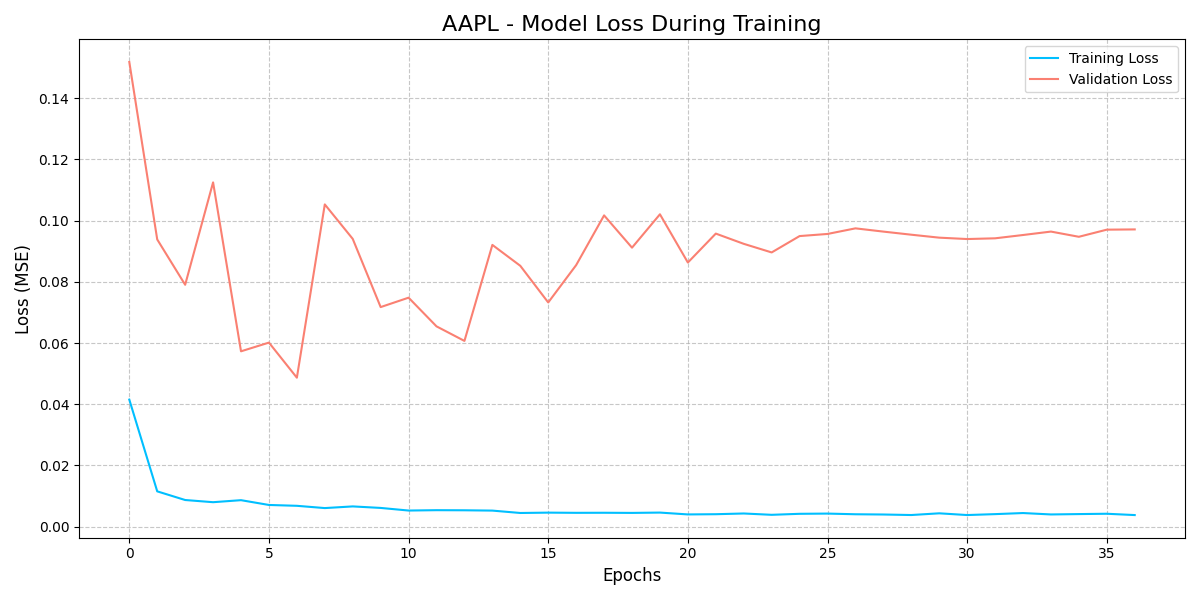 AAPL - Model Loss During Training
Training Loss
Validation Loss
Loss (MSE)
0.14
0.12
0.10
0.08
0.06
0.04
0.02
0.00
0 5 10 15 20 25 30 35
Epochs